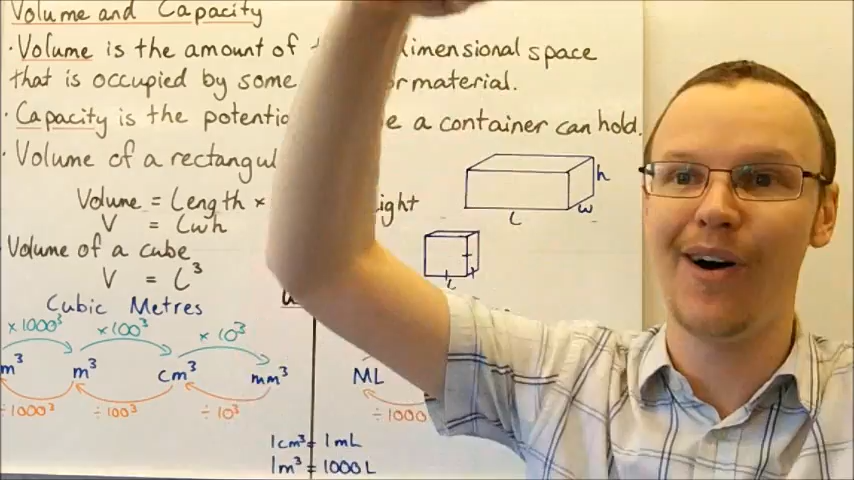 Volume and Capacity
· Volume is the amount of dimensional space
that is occupied by some or material.
· Capacity is the a container can hold.
· Volume of a
Volume = Length ×
V = Lwh
· Volume of a cube
V = L³
h
w
L
L
Cubic Metres
×1000³ ×100³ ×10³
m³ m³ cm³ mm³ ML
÷1000³ ÷100³ ÷10³ ÷1000
1cm³ = 1mL
1m³ = 1000L